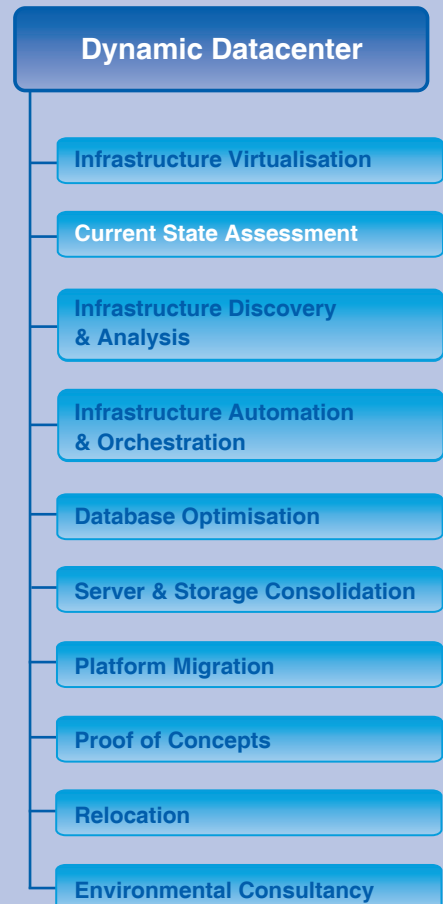 Dynamic Datacenter
Infrastructure Virtualisation
Current State Assessment
Infrastructure Discovery
& Analysis
Infrastructure Automation
& Orchestration
Database Optimisation
Server & Storage Consolidation
Platform Migration
Proof of Concepts
Relocation
Environmental Consultancy